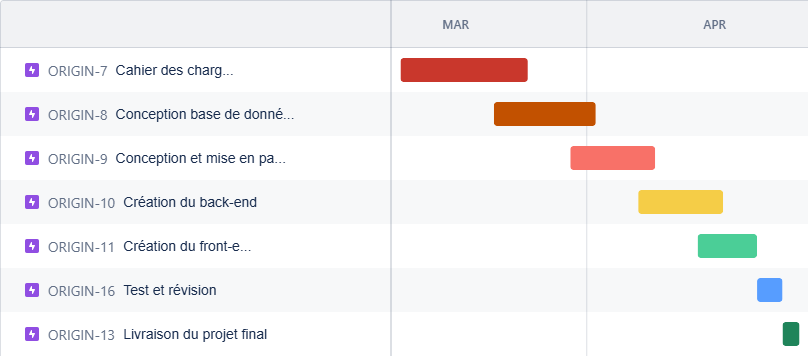 MAR APR
ORIGIN-7 Cahier des charg...
ORIGIN-8 Conception base de donné...
ORIGIN-9 Conception et mise en pa...
ORIGIN-10 Création du back-end
ORIGIN-11 Création du front-e...
ORIGIN-16 Test et révision
ORIGIN-13 Livraison du projet final